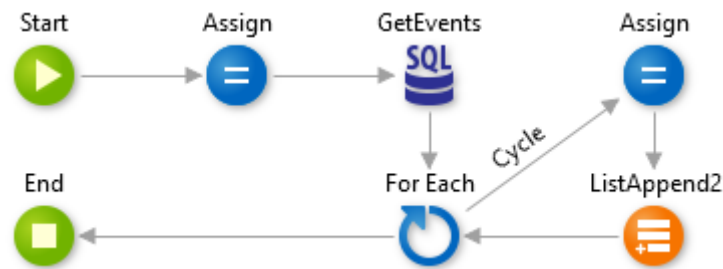 Start
Assign
GetEvents
SQL
Assign
Cycle
End
For Each
ListAppend2